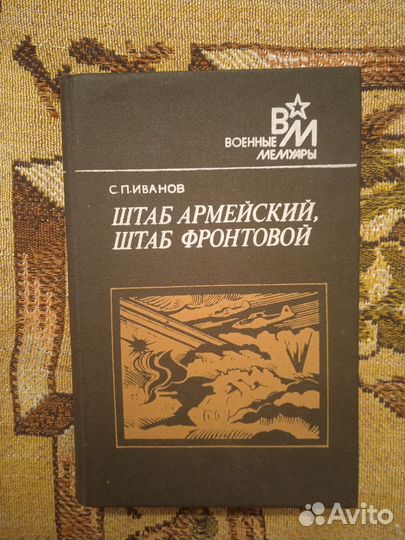 ВМ
ВОЕННЫЕ
МЕМУАРЫ
С.П.ИВАНОВ
ШТАБ АРМЕЙСКИЙ,
ШТАБ ФРОНТОВОЙ
Avito